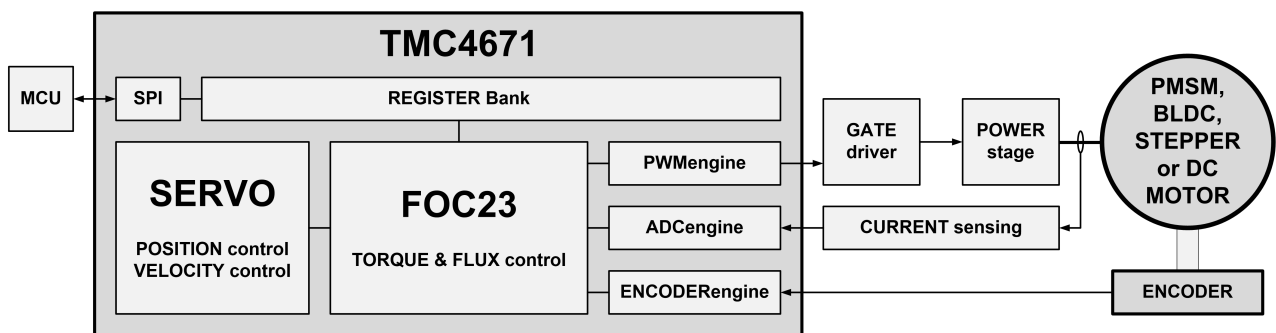 TMC4671
MCU
SPI
REGISTER Bank
SERVO
POSITION control
VELOCITY control
FOC23
TORQUE & FLUX control
PWMengine
ADCengine
ENCODERengine
GATE
driver
POWER
stage
CURRENT sensing
PMSM,
BLDC,
STEPPER
or DC
MOTOR
ENCODER